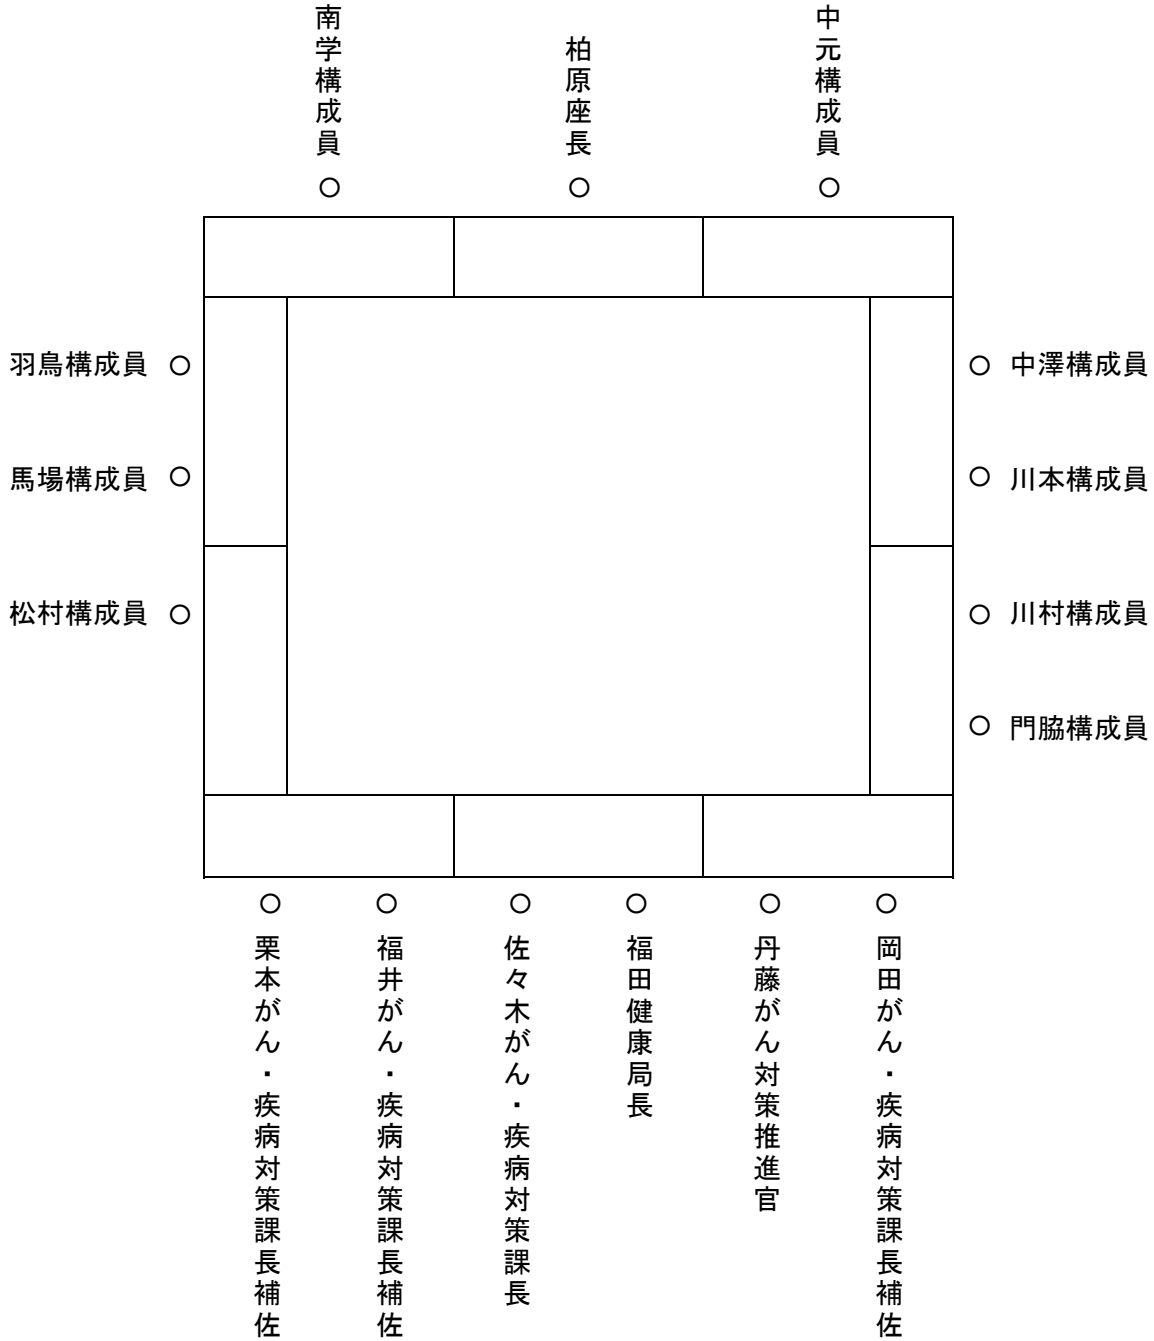 南学構成員
柏原座長
中元構成員
羽鳥構成員
中澤構成員
馬場構成員
川本構成員
松村構成員
川村構成員
門脇構成員
栗本がん・疾病対策課長補佐
福井がん・疾病対策課長補佐
佐々木がん・疾病対策課長
福田健康局長
丹藤がん対策推進官
岡田がん・疾病対策課長補佐